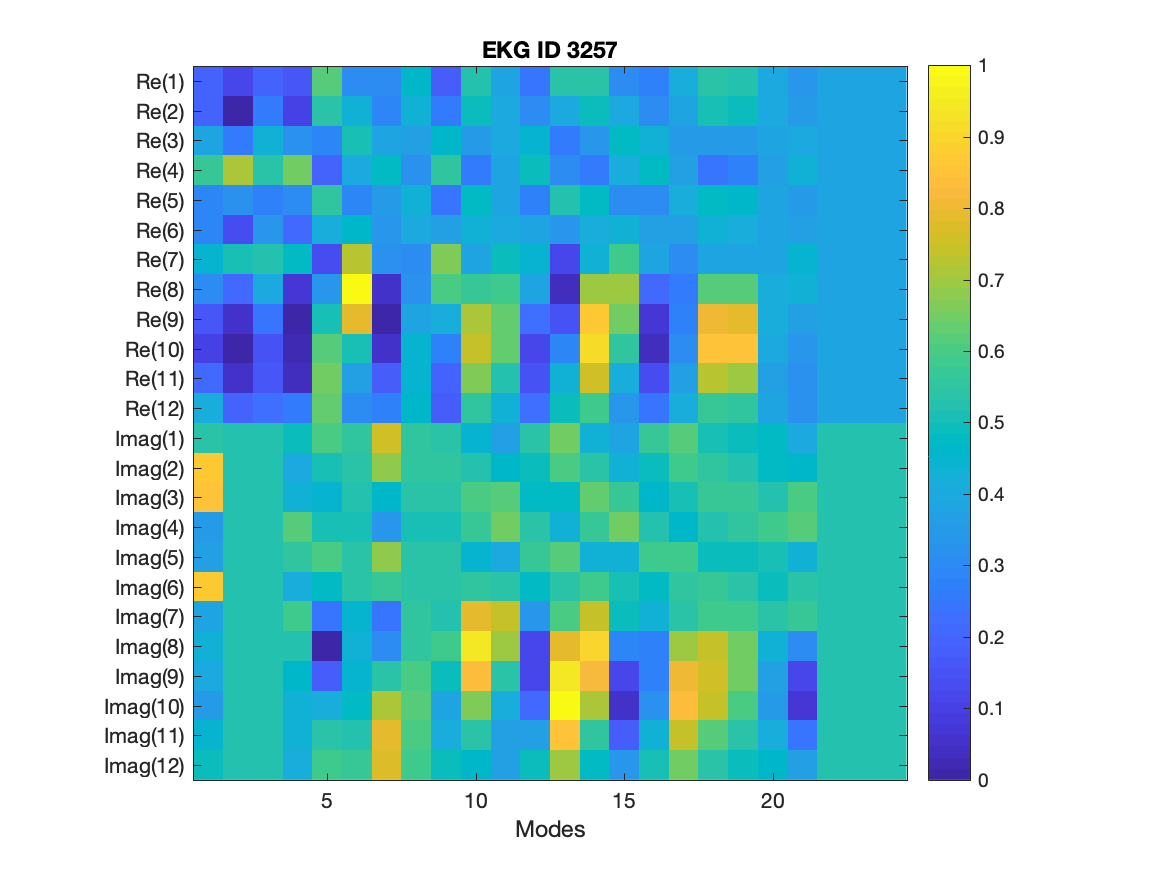 EKG ID 3257
Re(1)
Re(2)
Re(3)
Re(4)
Re(5)
Re(6)
Re(7)
Re(8)
Re(9)
Re(10)
Re(11)
Re(12)
Imag(1)
Imag(2)
Imag(3)
Imag(4)
Imag(5)
Imag(6)
Imag(7)
Imag(8)
Imag(9)
Imag(10)
Imag(11)
Imag(12)
5 10 15 20
Modes
1
0.9
0.8
0.7
0.6
0.5
0.4
0.3
0.2
0.1
0